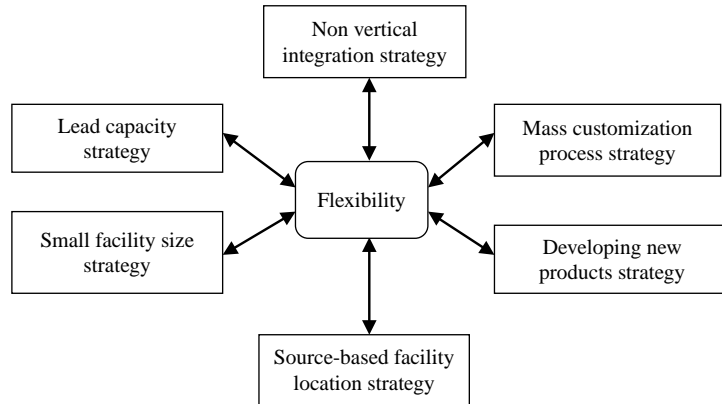 Non vertical
integration strategy
Lead capacity
strategy
Mass customization
process strategy
Flexibility
Small facility size
strategy
Developing new
products strategy
Source-based facility
location strategy